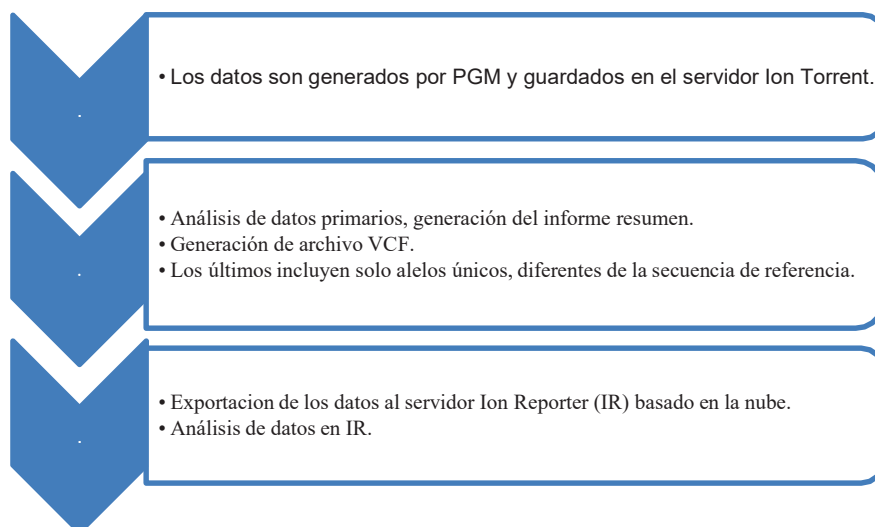 • Los datos son generados por PGM y guardados en el servidor Ion Torrent.
• Análisis de datos primarios, generación del informe resumen.
• Generación de archivo VCF.
• Los últimos incluyen solo alelos únicos, diferentes de la secuencia de referencia.
• Exportacion de los datos al servidor Ion Reporter (IR) basado en la nube.
• Análisis de datos en IR.